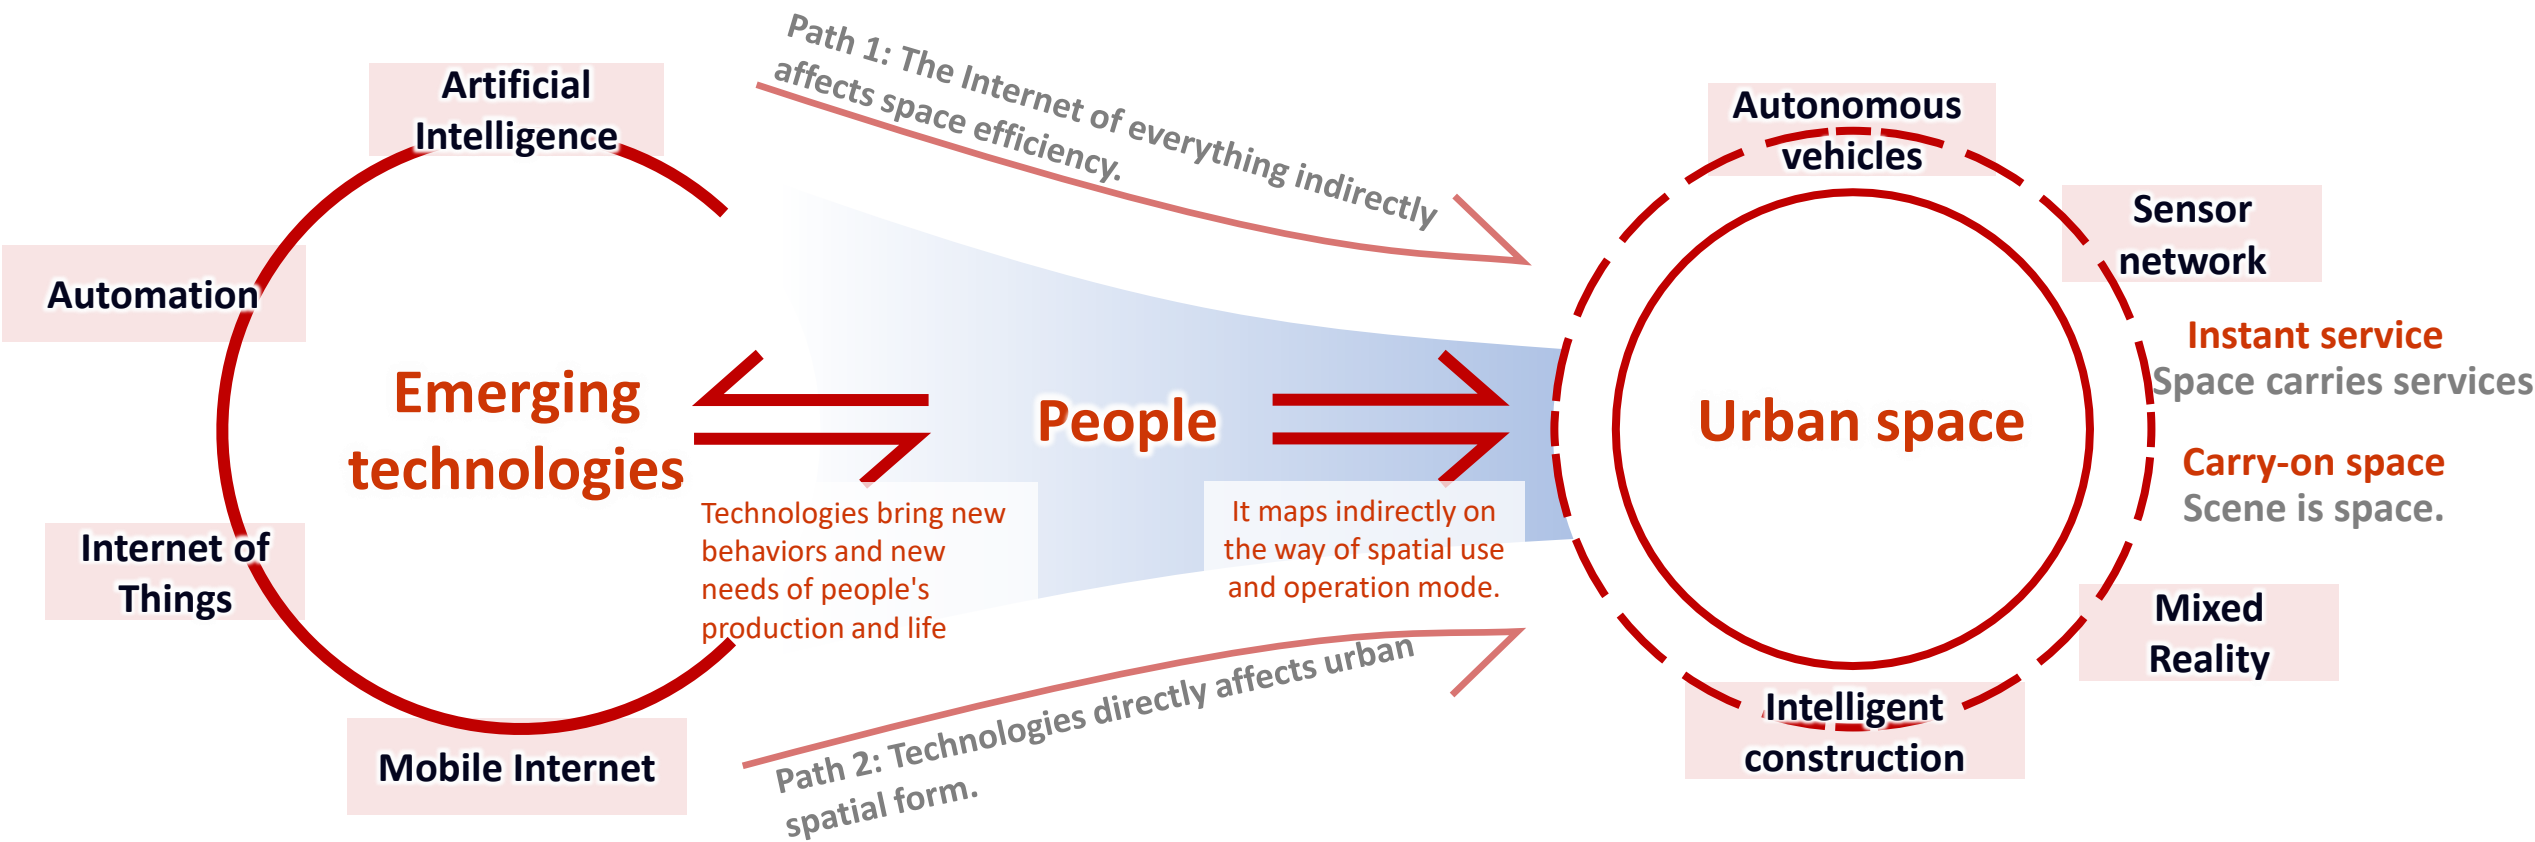 Artificial
Intelligence
Automation
Emerging
technologies
Internet of
Things
Mobile Internet
Path 1: The Internet of everything indirectly
affects space efficiency.
People
Technologies bring new
behaviors and new
needs of people's
production and life
It maps indirectly on
the way of spatial use
and operation mode.
Path 2: Technologies directly affects urban
spatial form.
Autonomous
vehicles
Sensor
network
Urban space
Instant service
Space carries services
Carry-on space
Scene is space.
Mixed
Reality
Intelligent
construction